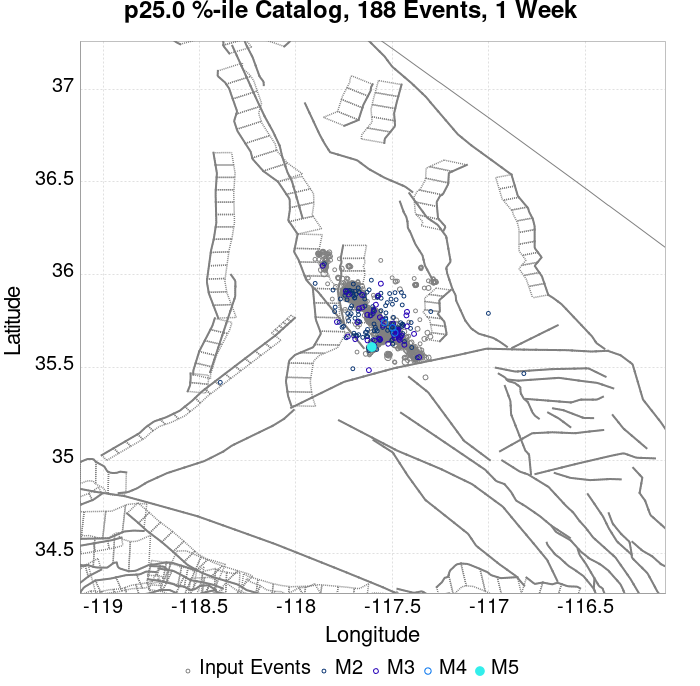 p25.0 %-ile Catalog, 188 Events, 1 Week
37
36.5
36
35.5
35
34.5
Latitude
-119 -118.5 -118 -117.5 -117 -116.5
Longitude
Input Events M2 M3 M4 M5